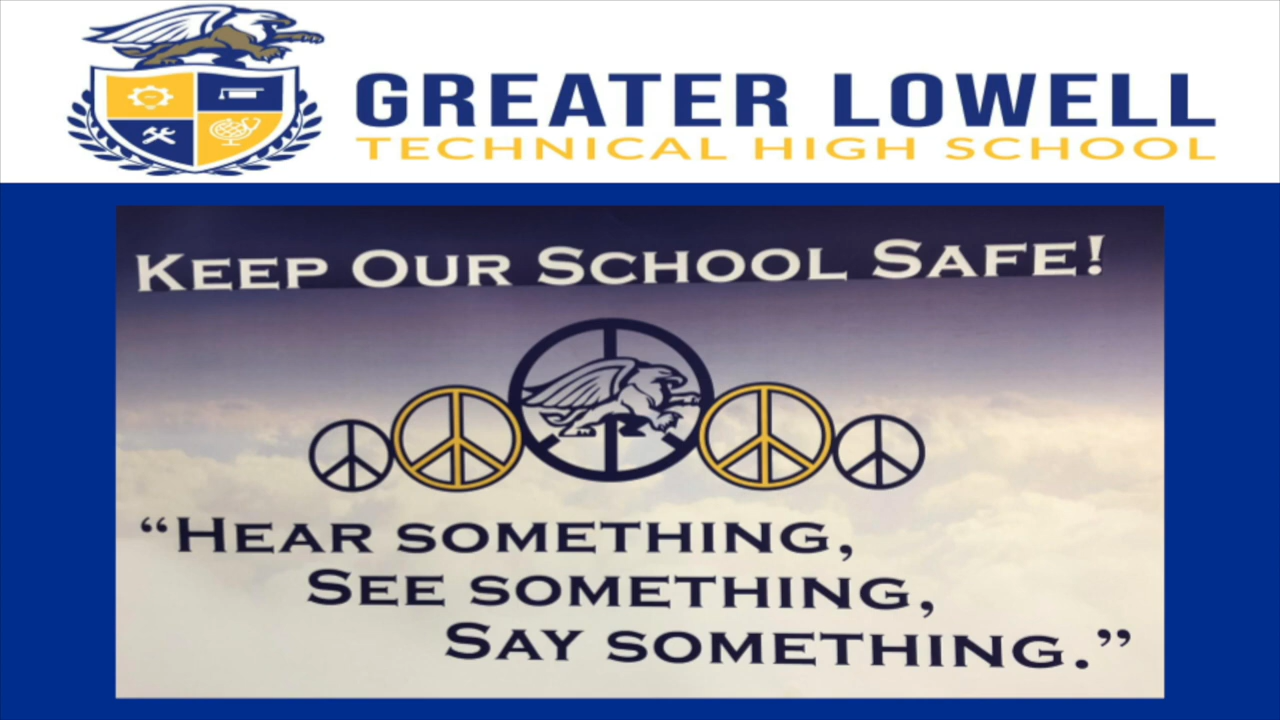 GREATER LOWELL
TECHNICAL HIGH SCHOOL
KEEP OUR SCHOOL SAFE!
“HEAR SOMETHING,
SEE SOMETHING,
SAY SOMETHING.”